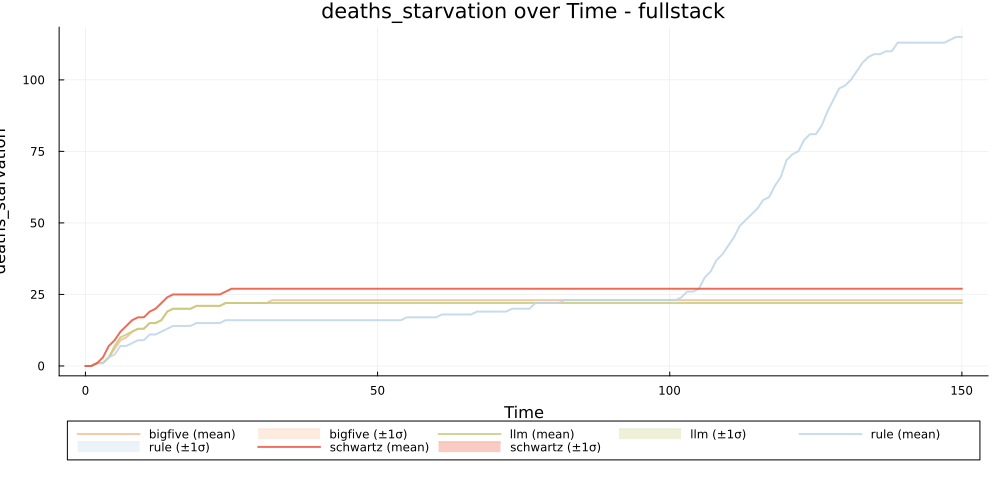 deaths_starvation over Time - fullstack
deaths_starvation
100
75
50
25
0
0 50 100 150
Time
bigfive (mean) bigfive (±1σ) llm (mean) llm (±1σ) rule (mean)
rule (±1σ) schwartz (mean) schwartz (±1σ)